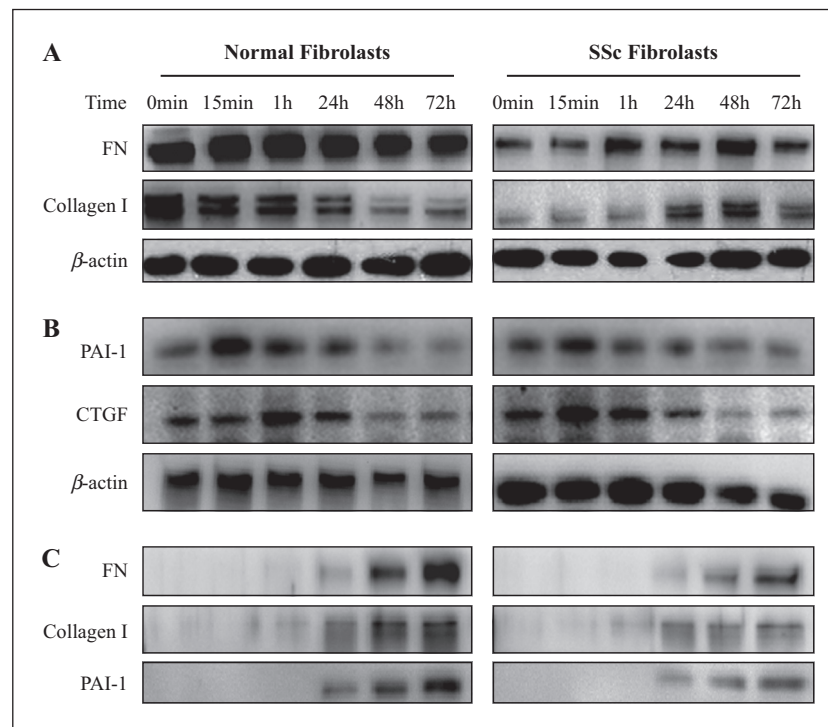 A
Normal Fibrolasts SSc Fibrolasts
Time 0min 15min 1h 24h 48h 72h 0min 15min 1h 24h 48h 72h
FN
Collagen I
β-actin
B
PAI-1
CTGF
β-actin
C
FN
Collagen I
PAI-1